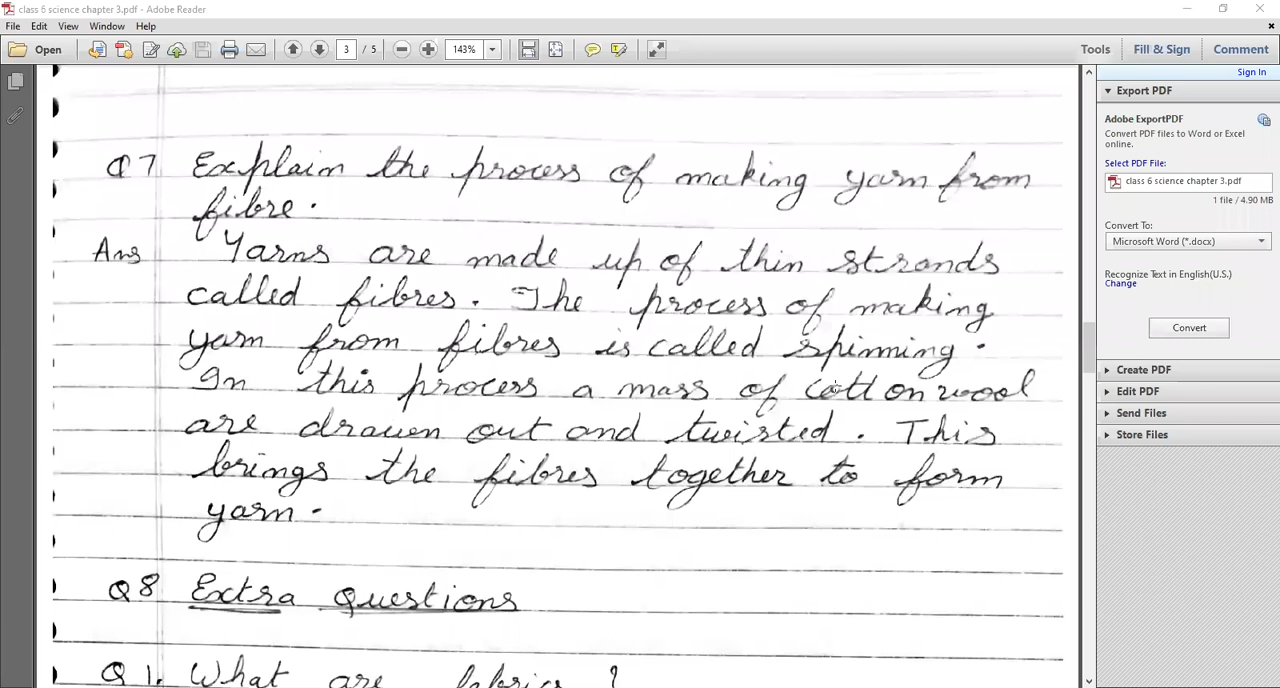 class 6 science chapter 3.pdf - Adobe Reader
File Edit View Window Help
Open 3 / 5 143% Tools Fill & Sign Comment
Sign In
Export PDF
Adobe ExportPDF
Convert PDF files to Word or Excel
online.
Select PDF File:
class 6 science chapter 3.pdf
1 file / 4.90 MB
Convert To:
Microsoft Word (*.docx)
Recognize Text in English(U.S.)
Change
Convert
Create PDF
Edit PDF
Send Files
Store Files
Q7 Explain the process of making yarn from
fibre.
Ans Yarns are made up of thin strands
called fibres. The process of making
yarn from fibres is called spinning.
In this process a mass of cotton wool
are drawn out and twisted. This
brings the fibres together to form
yarn.
Q8 Extra Questions
Q1. What are fabrics ?